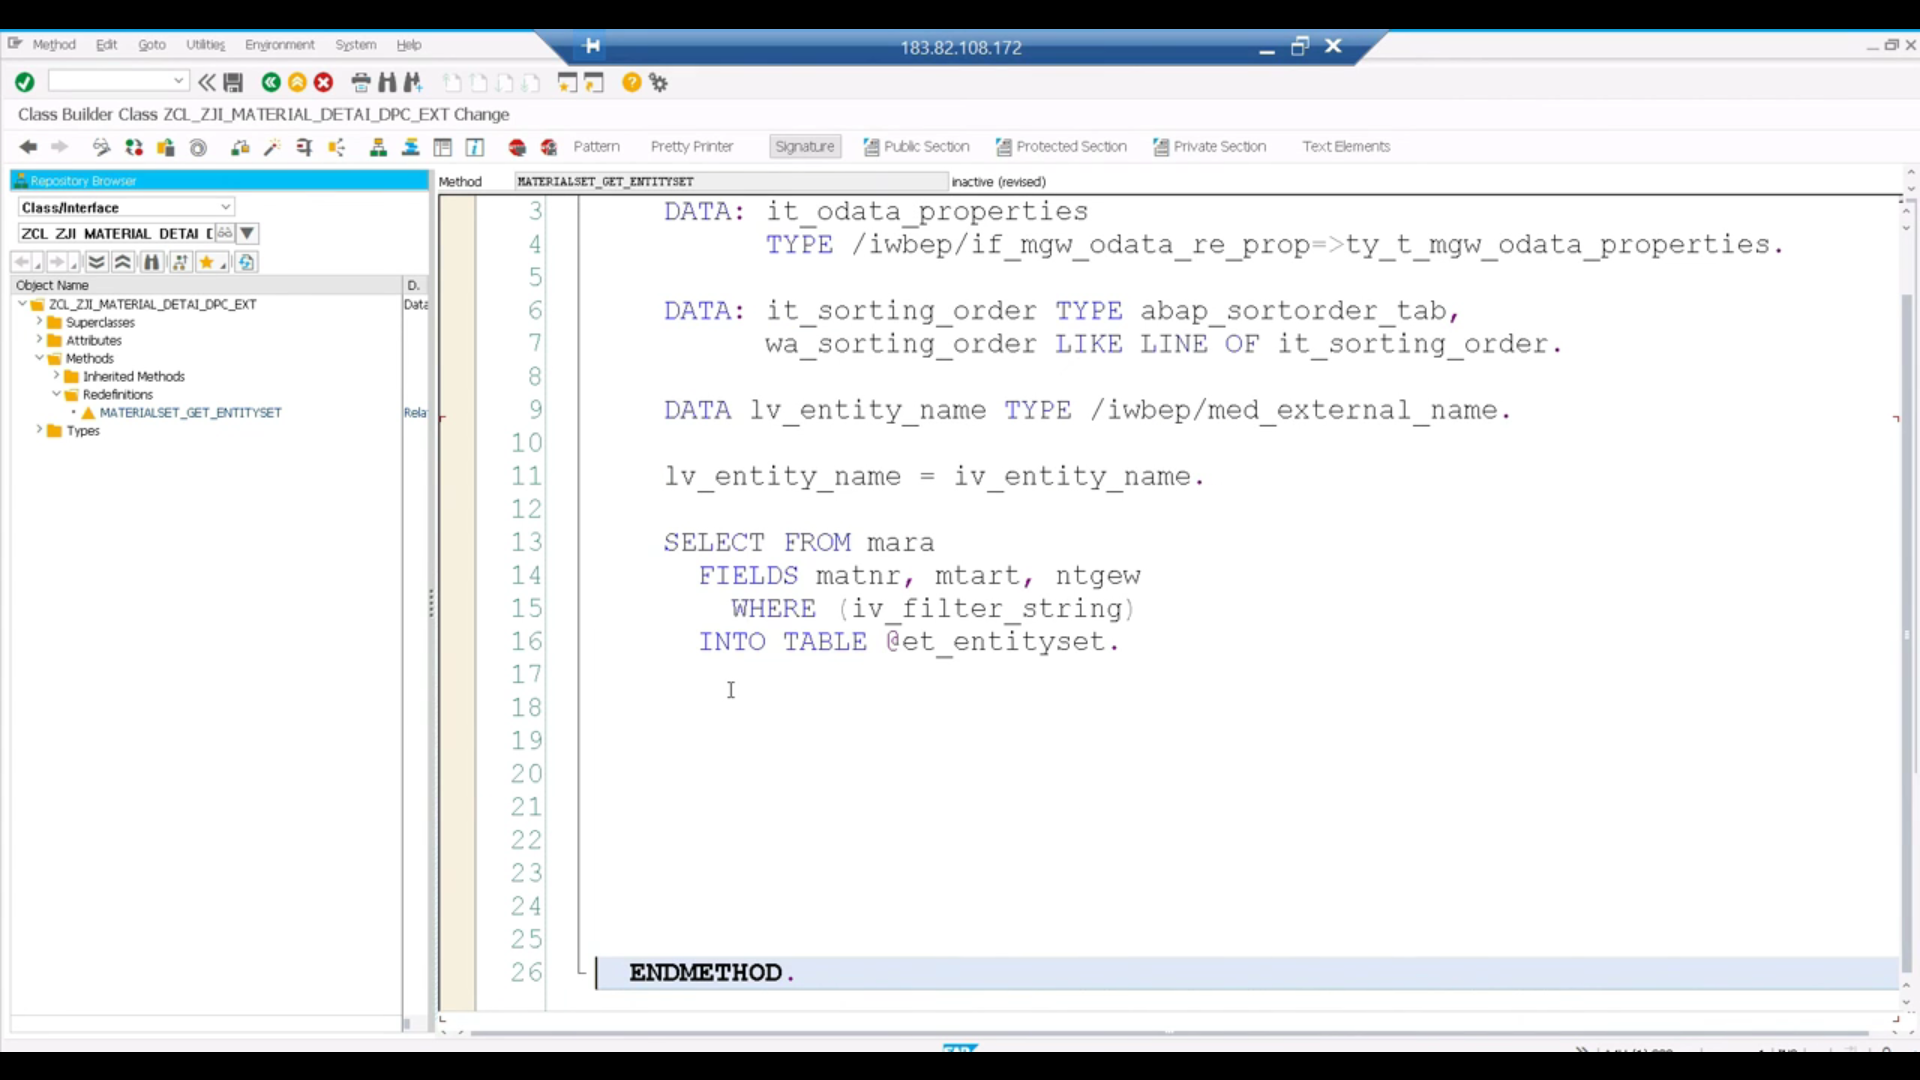 Method Edit Goto Utilities Environment System Help
183.82.108.172
Class Builder Class ZCL_ZJI_MATERIAL_DETAI_DPC_EXT Change
Pattern Pretty Printer Signature Public Section Protected Section Private Section Text Elements
Repository Browser
Method MATERIALSET_GET_ENTITYSET inactive (revised)
Class/Interface
ZCL_ZJI_MATERIAL_DETAI_D
Object Name D.
ZCL_ZJI_MATERIAL_DETAI_DPC_EXT Data
Superclasses
Attributes
Methods
Inherited Methods
Redefinitions
MATERIALSET_GET_ENTITYSET Rela
Types
3 DATA: it_odata_properties
4 TYPE /iwbep/if_mgw_odata_re_prop=>ty_t_mgw_odata_properties.
5
6 DATA: it_sorting_order TYPE abap_sortorder_tab,
7 wa_sorting_order LIKE LINE OF it_sorting_order.
8
9 DATA lv_entity_name TYPE /iwbep/med_external_name.
10
11 lv_entity_name = iv_entity_name.
12
13 SELECT FROM mara
14 FIELDS matnr, mtart, ntgew
15 WHERE (iv_filter_string)
16 INTO TABLE @et_entityset.
17
18
19
20
21
22
23
24
25
26 ENDMETHOD.